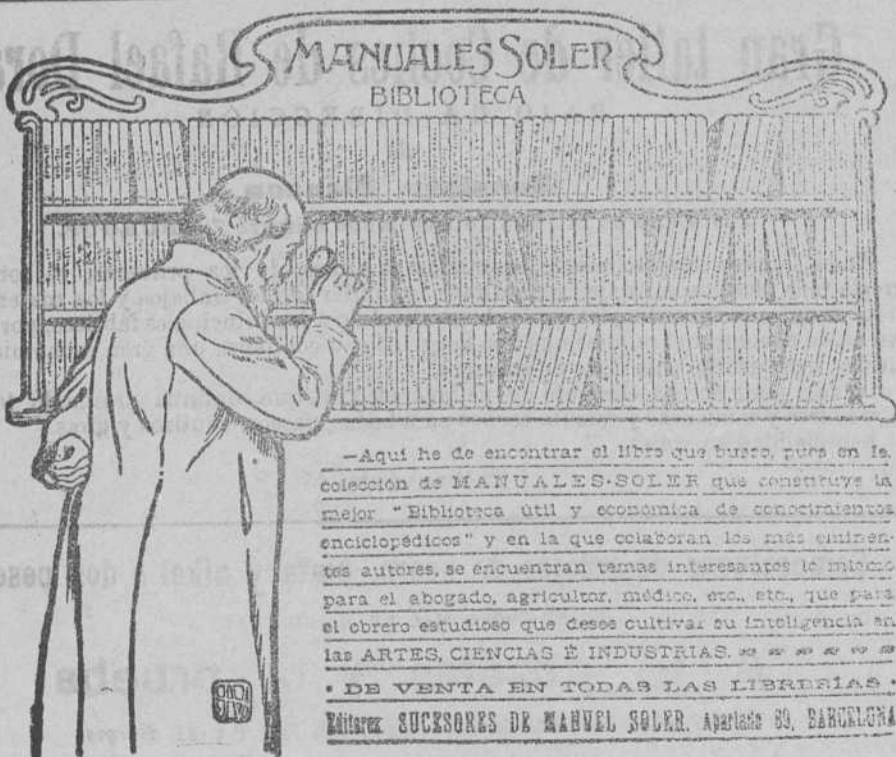 MANUALES SOLER
BIBLIOTECA
—Aquí he de encontrar el libro que busco, pues en la
colección de MANUALES-SOLER que constituye la
mejor "Biblioteca útil y económica de conocimientos
enciclopédicos" y en la que colaboran los más eminen-
tes autores, se encuentran temas interesantes lo mismo
para el abogado, agricultor, médico, etc., etc., que para
el obrero estudioso que desee cultivar su inteligencia en
las ARTES, CIENCIAS É INDUSTRIAS.
• DE VENTA EN TODAS LAS LIBRERÍAS •
Editores SUCESORES DE MANUEL SOLER. Apartado 89, BARCELONA